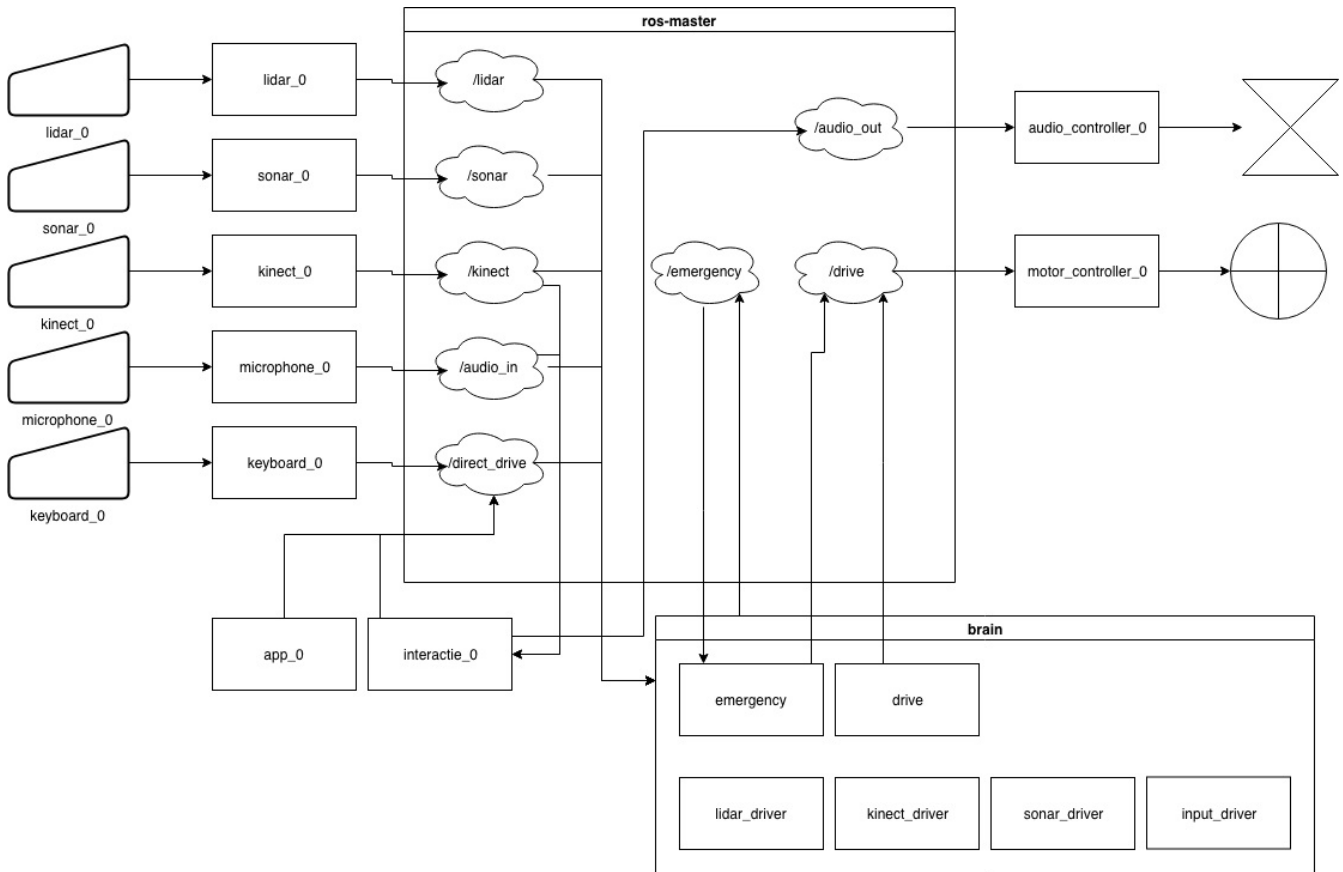 ros-master
lidar_0
lidar_0
/lidar
sonar_0
sonar_0
/sonar
kinect_0
kinect_0
/kinect
microphone_0
microphone_0
/audio_in
keyboard_0
keyboard_0
/direct_drive
/audio_out
audio_controller_0
/emergency
/drive
motor_controller_0
app_0
interactie_0
brain
emergency
drive
lidar_driver
kinect_driver
sonar_driver
input_driver